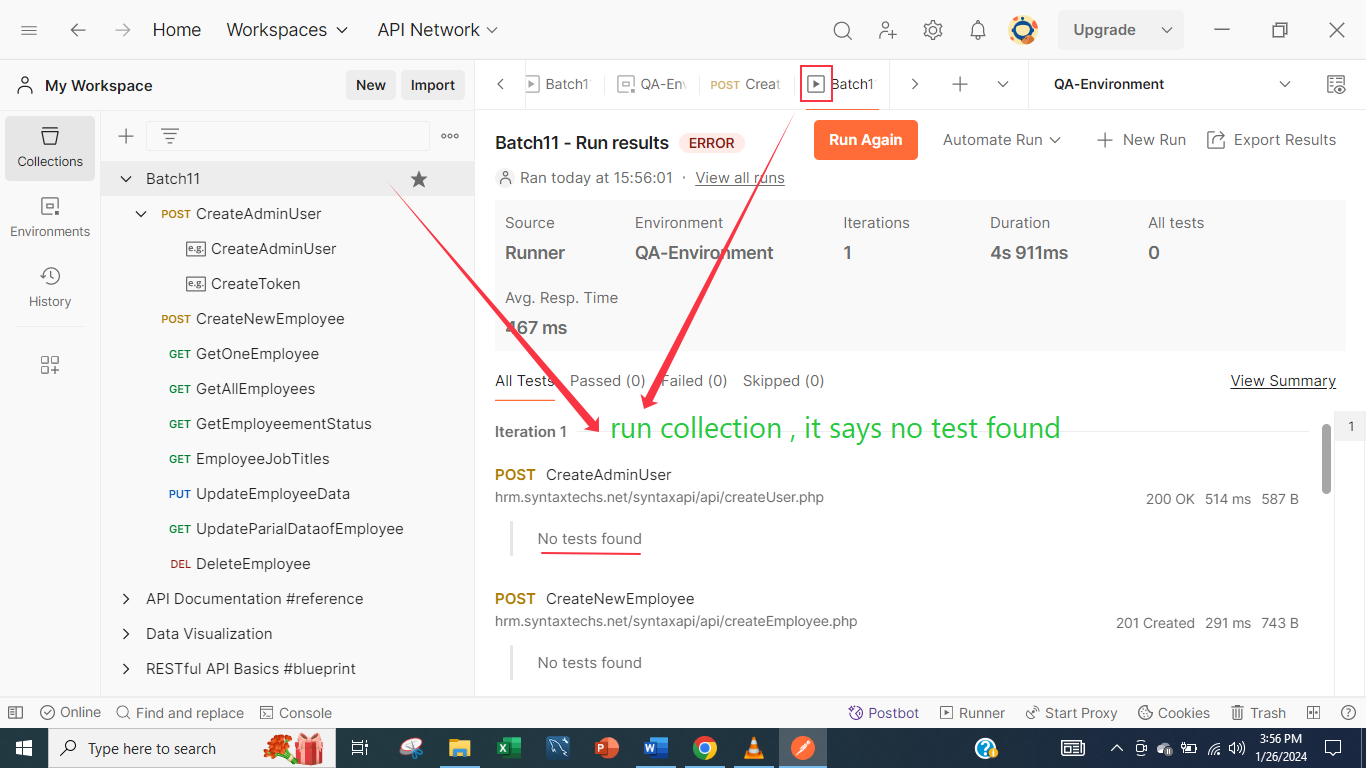 Home Workspaces API Network Upgrade
My Workspace New Import
Batch1 QA-Env POST Creat Batch1 QA-Environment
Collections
Environments
History
Batch11
POST CreateAdminUser
e.g. CreateAdminUser
e.g. CreateToken
POST CreateNewEmployee
GET GetOneEmployee
GET GetAllEmployees
GET GetEmployeementStatus
GET EmployeeJobTitles
PUT UpdateEmployeeData
GET UpdateParialDataofEmployee
DEL DeleteEmployee
API Documentation #reference
Data Visualization
RESTful API Basics #blueprint
Batch11 - Run results ERROR Run Again Automate Run New Run Export Results
Ran today at 15:56:01 · View all runs
Source Environment Iterations Duration All tests
Runner QA-Environment 1 4s 911ms 0
Avg. Resp. Time
467 ms
All Tests Passed (0) Failed (0) Skipped (0) View Summary
Iteration 1 run collection , it says no test found 1
POST CreateAdminUser
hrm.syntaxtechs.net/syntaxapi/api/createUser.php 200 OK 514 ms 587 B
No tests found
POST CreateNewEmployee
hrm.syntaxtechs.net/syntaxapi/api/createEmployee.php 201 Created 291 ms 743 B
No tests found
Online Find and replace Console Postbot Runner Start Proxy Cookies Trash
Type here to search 3:56 PM
1/26/2024